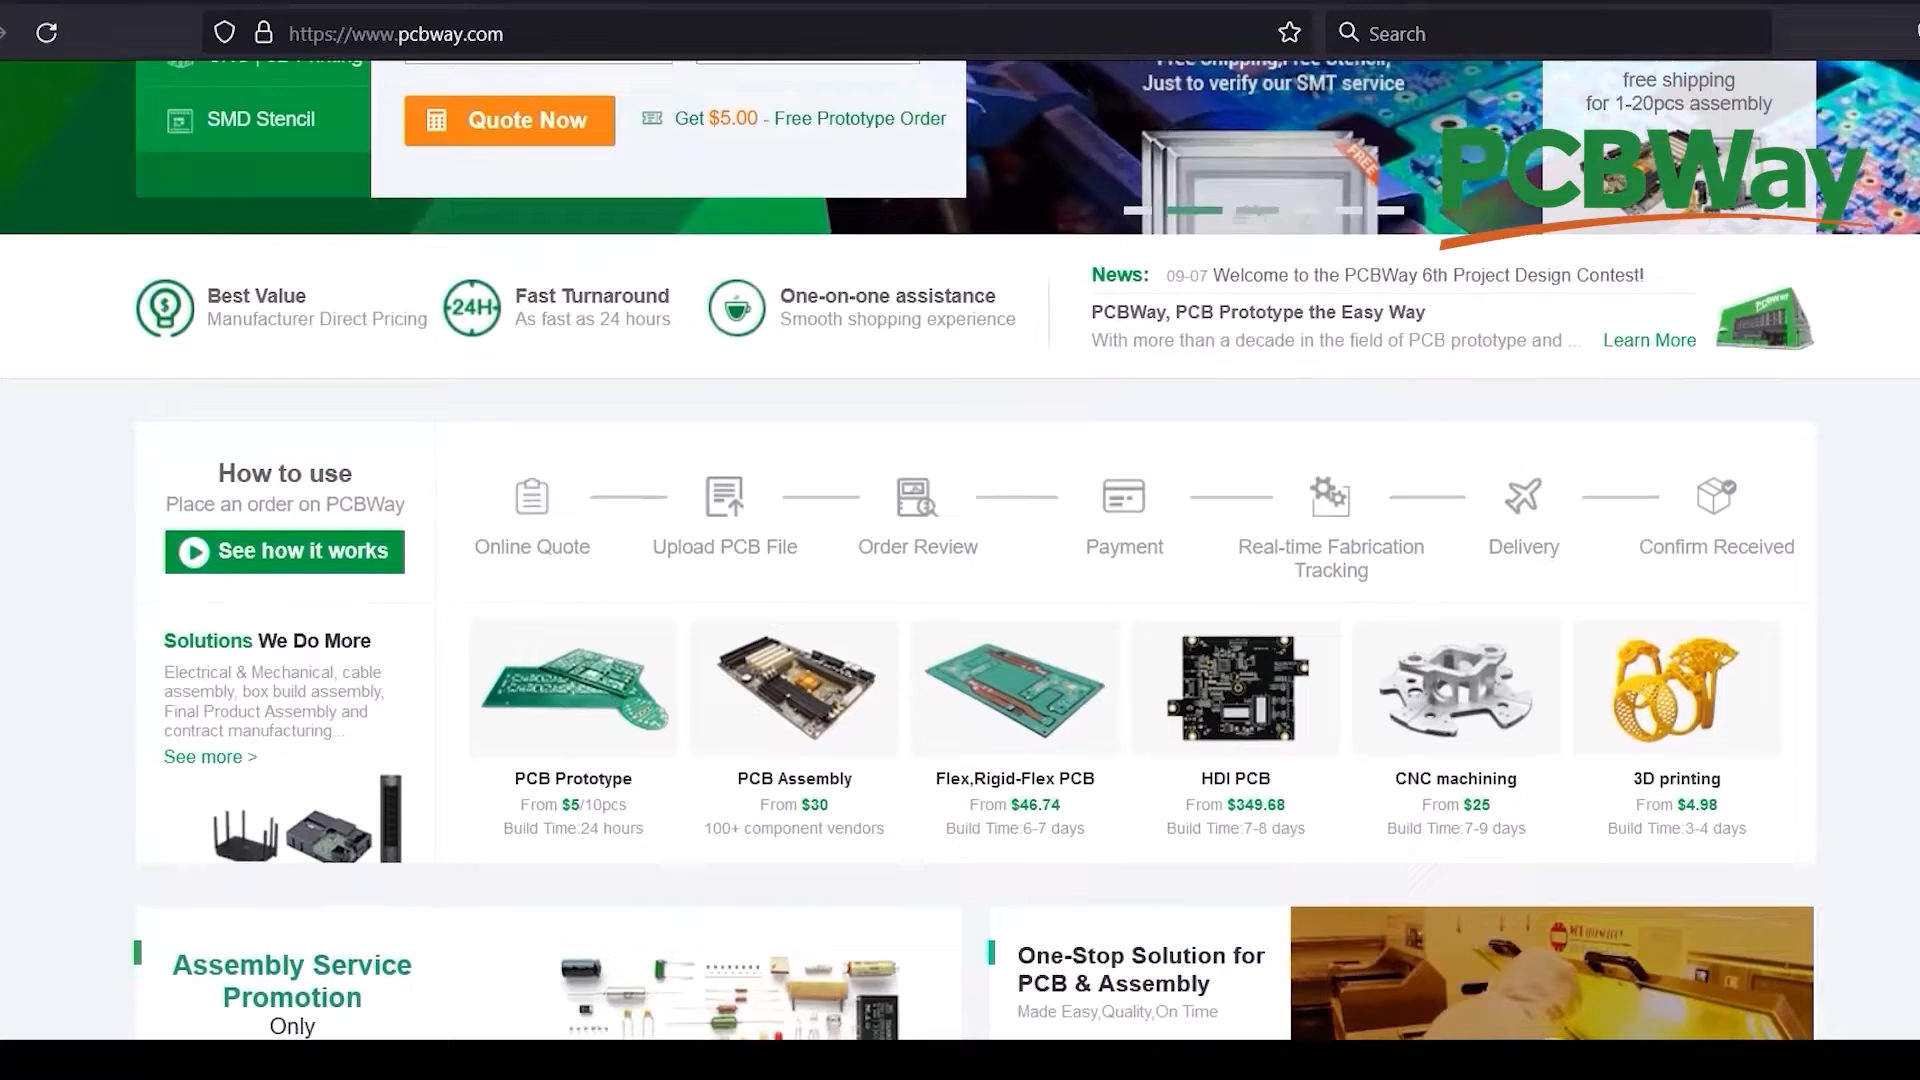 https://www.pcbway.com
Search
SMD Stencil
Quote Now
Get $5.00 - Free Prototype Order
Free Shipping,Free Stencil,
Just to verify our SMT service
FREE
free shipping
for 1-20pcs assembly
PCBWay
Best Value
Manufacturer Direct Pricing
24H
Fast Turnaround
As fast as 24 hours
One-on-one assistance
Smooth shopping experience
News: 09-07 Welcome to the PCBWay 6th Project Design Contest!
PCBWay, PCB Prototype the Easy Way
With more than a decade in the field of PCB prototype and ... Learn More
How to use
Place an order on PCBWay
See how it works
Online Quote
Upload PCB File
Order Review
Payment
Real-time Fabrication
Tracking
Delivery
Confirm Received
Solutions We Do More
Electrical & Mechanical, cable
assembly, box build assembly,
Final Product Assembly and
contract manufacturing...
See more >
PCB Prototype
From $5/10pcs
Build Time:24 hours
PCB Assembly
From $30
100+ component vendors
Flex,Rigid-Flex PCB
From $46.74
Build Time:6-7 days
HDI PCB
From $349.68
Build Time:7-8 days
CNC machining
From $25
Build Time:7-9 days
3D printing
From $4.98
Build Time:3-4 days
Assembly Service
Promotion
Only
One-Stop Solution for
PCB & Assembly
Made Easy,Quality,On Time